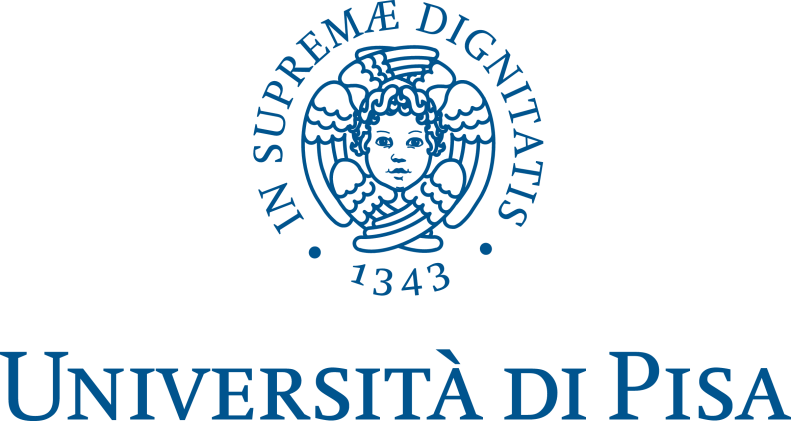 IN SUPREMÆ DIGNITATIS
• 1343 •
UNIVERSITÀ DI PISA